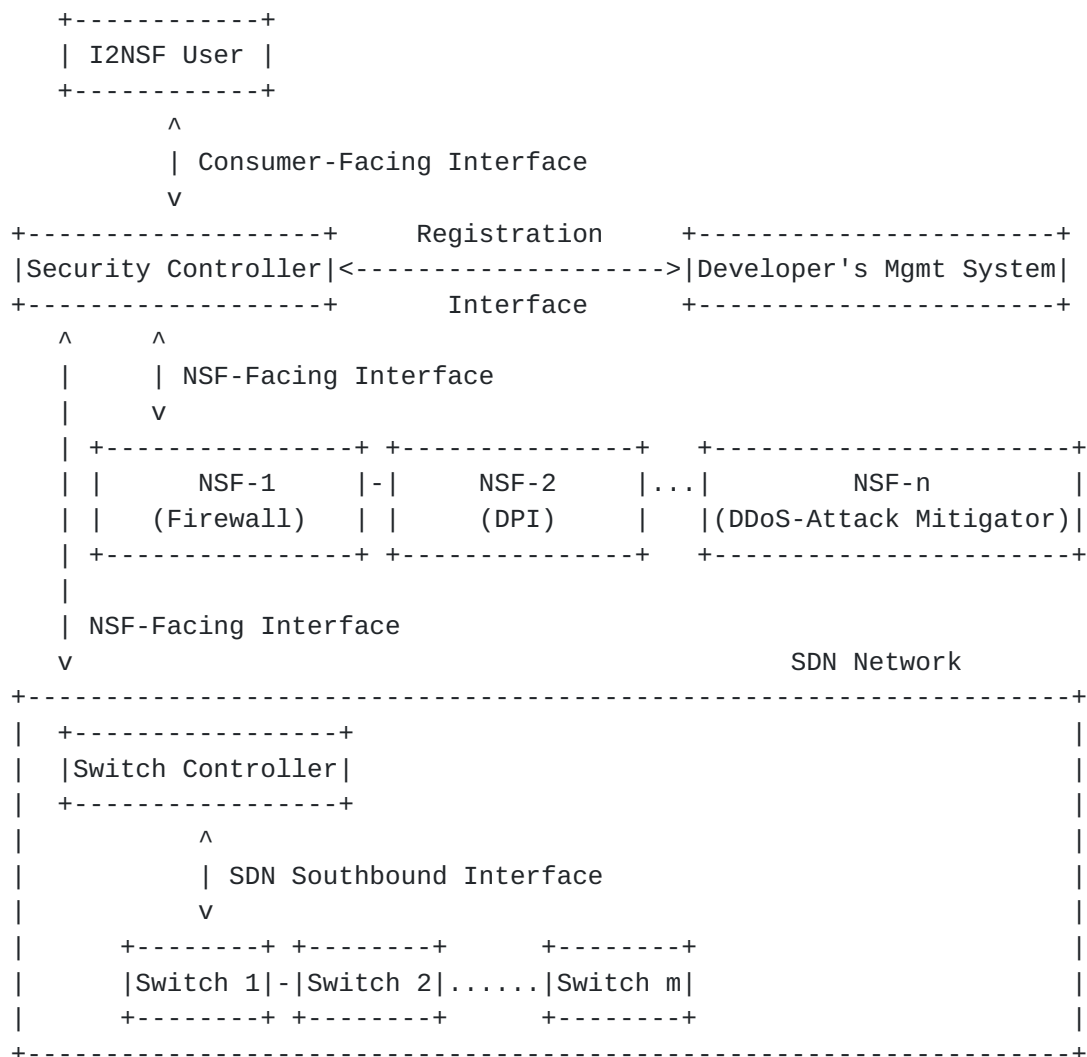 +------------+
   | I2NSF User |
   +------------+
          ^
          | Consumer-Facing Interface
          v
+-------------------+     Registration     +-----------------------+
|Security Controller|<-------------------->|Developer's Mgmt System|
+-------------------+       Interface      +-----------------------+
   ^     ^
   |     | NSF-Facing Interface
   |     v
   | +----------------+ +---------------+   +-----------------------+
   | |      NSF-1     |-|     NSF-2     |...|         NSF-n         |
   | |   (Firewall)   | |     (DPI)     |   |(DDoS-Attack Mitigator)|
   | +----------------+ +---------------+   +-----------------------+
   |
   | NSF-Facing Interface
   v                                              SDN Network
+-------------------------------------------------------------------+
|  +-----------------+                                              |
|  |Switch Controller|                                              |
|  +-----------------+                                              |
|           ^                                                       |
|           | SDN Southbound Interface                              |
|           v                                                       |
|      +--------+ +--------+      +--------+                        |
|      |Switch 1|-|Switch 2|......|Switch m|                        |
|      +--------+ +--------+      +--------+                        |
+-------------------------------------------------------------------+